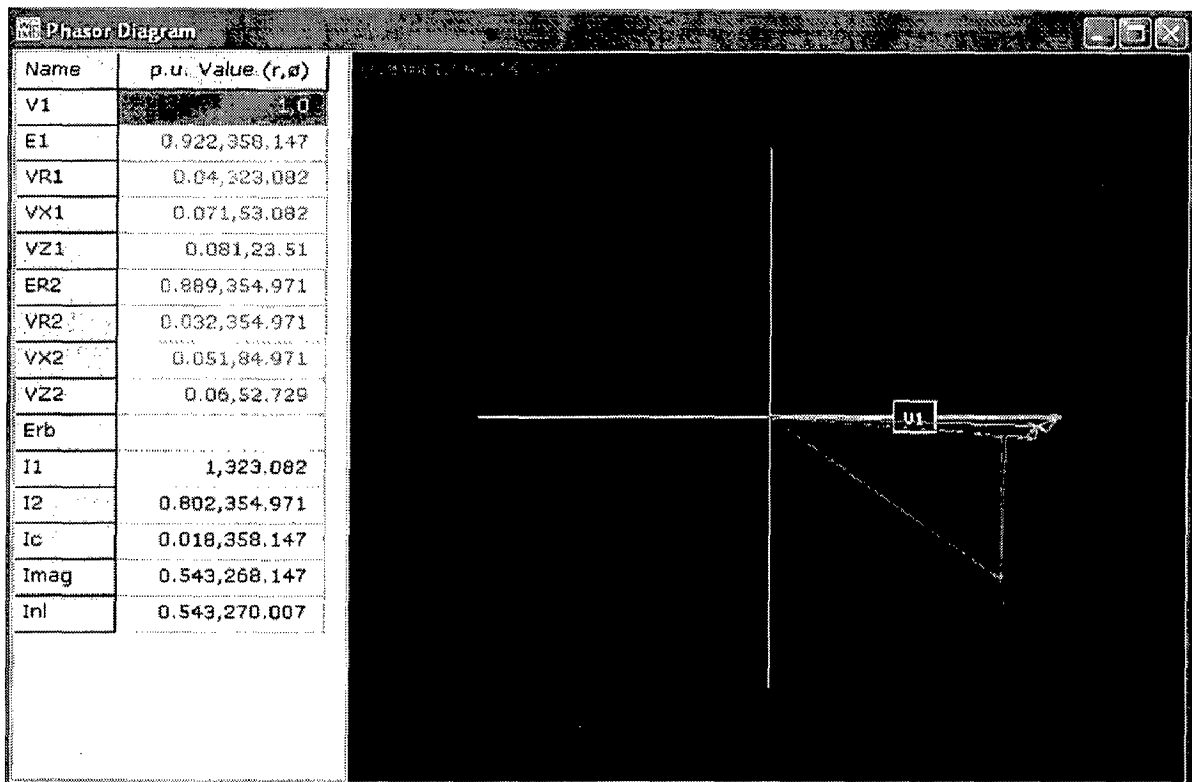 Phasor Diagram
Name p.u. Value (r,ø)
V1 1,0
E1 0.922,358.147
VR1 0.04,323.082
VX1 0.071,53.082
VZ1 0.081,23.51
ER2 0.889,354.971
VR2 0.032,354.971
VX2 0.051,84.971
VZ2 0.06,52.729
Erb
I1 1,323.082
I2 0.802,354.971
Ic 0.018,358.147
Imag 0.543,268.147
Inl 0.543,270.007
V1